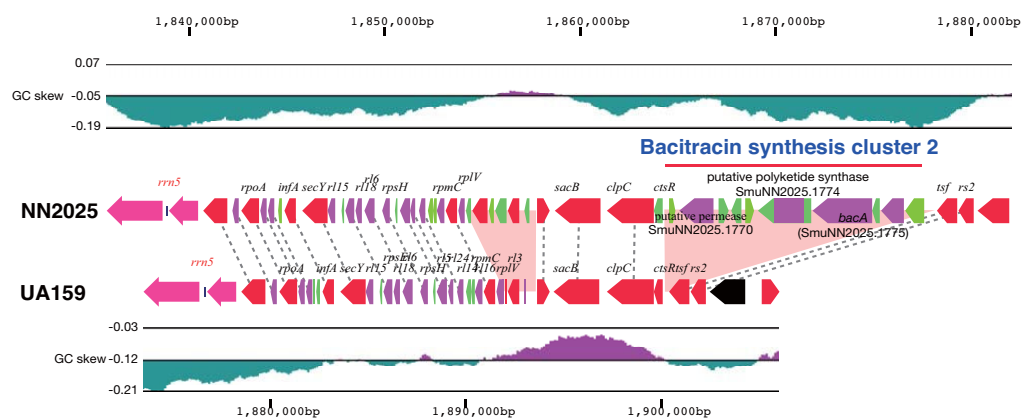 1,840,000bp 1,850,000bp 1,860,000bp 1,870,000bp 1,880,000bp
0.07
GC skew -0.05
-0.19
Bacitracin synthesis cluster 2
putative polyketide synthase
SmuNN2025.1774
rrn5 rpoA infA secY rl15 rl18 rl6 rpsH rpmC rplV sacB clpC ctsR tsf rs2
NN2025
putative permease
SmuNN2025.1770
bacA
(SmuNN2025.1775)
rrn5 rpoA infA secY rl15 rl18 rl6 rpsH rl24 rl14 rpmC rl16 rplV rl3 sacB clpC ctsR tsf rs2
UA159
-0.03
GC skew -0.12
-0.21
1,880,000bp 1,890,000bp 1,900,000bp